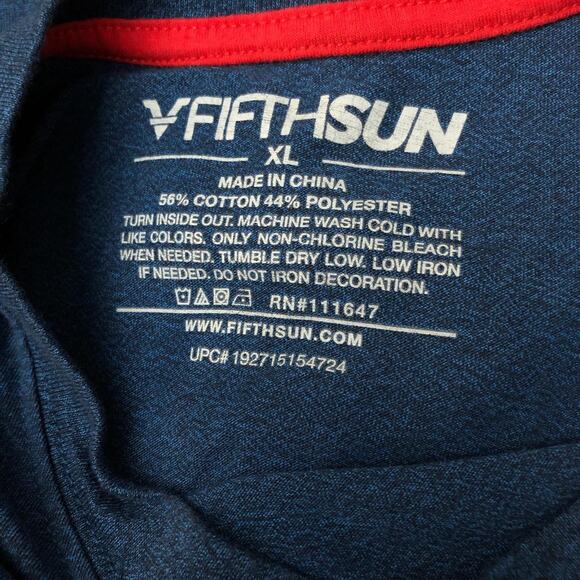 FIFTHSUN
XL
MADE IN CHINA
56% COTTON 44% POLYESTER
TURN INSIDE OUT. MACHINE WASH COLD WITH
LIKE COLORS. ONLY NON-CHLORINE BLEACH
WHEN NEEDED. TUMBLE DRY LOW. LOW IRON
IF NEEDED. DO NOT IRON DECORATION.
RN#111647
WWW.FIFTHSUN.COM
UPC# 192715154724